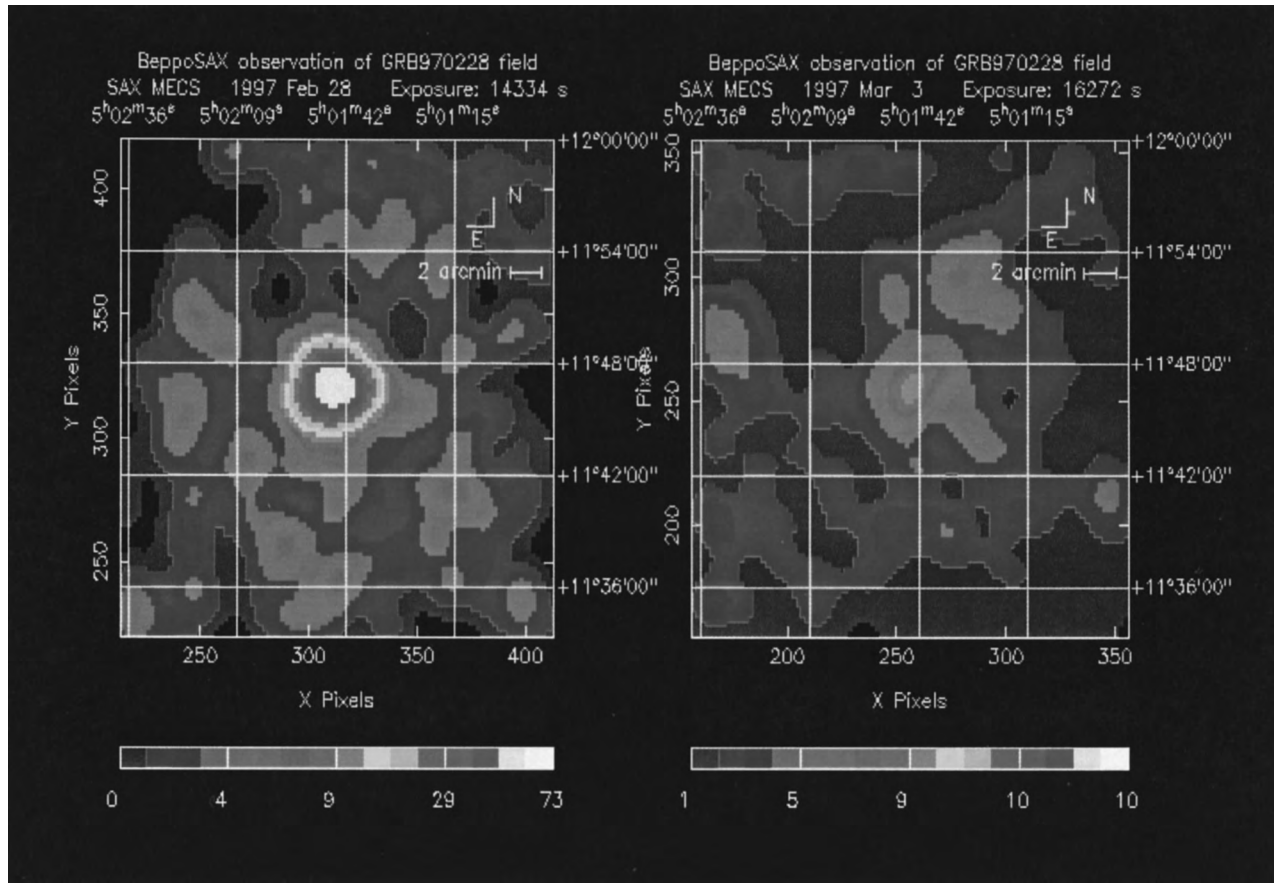 BeppoSAX observation of GRB970228 field
SAX MECS 1997 Feb 28 Exposure: 14334 s
5ʰ02ᵐ36ˢ 5ʰ02ᵐ09ˢ 5ʰ01ᵐ42ˢ 5ʰ01ᵐ15ˢ
+12°00'00"
N
E
+11°54'00"
2 arcmin
+11°48'00"
+11°42'00"
+11°36'00"
400
350
300
250
Y Pixels
250 300 350 400
X Pixels
0 4 9 29 73
BeppoSAX observation of GRB970228 field
SAX MECS 1997 Mar 3 Exposure: 16272 s
5ʰ02ᵐ36ˢ 5ʰ02ᵐ09ˢ 5ʰ01ᵐ42ˢ 5ʰ01ᵐ15ˢ
+12°00'00"
N
E
+11°54'00"
2 arcmin
+11°48'00"
+11°42'00"
+11°36'00"
350
300
250
200
Y Pixels
200 250 300 350
X Pixels
1 5 9 10 10